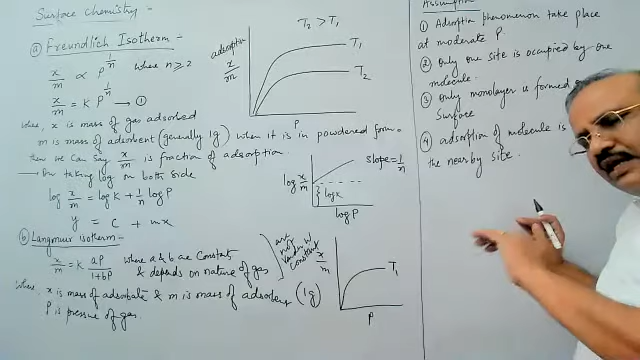 Surface Chemistry:-
(a) Freundlich Isotherm:-
x/m ∝ P^1/n where n ≥ 2
x/m = K P^1/n → ①
where, x is mass of gas adsorbed
m is mass of adsorbent (generally 1g) when it is in powdered form.
then we can say x/m is fraction of adsorption.
→ On taking log on both side
log x/m = log K + 1/n log P
y = C + mx
(b) Langmuir isotherm:-
x/m = K aP/1+bP where a & b are constants
& depends on nature of gas
are not
constant
where, x is mass of adsorbate & m is mass of adsorbent (1g)
P is pressure of gas.
T2 > T1
adsorption
x/m
T1
T2
P
log x/m
slope = 1/n
log K
log P
x/m
T1
P
Assumption
① Adsorption phenomenon take place
at moderate P.
② Only one site is occupied by one
molecule.
③ Only monolayer is formed
Surface
④ adsorption of molecule is
the nearby site.